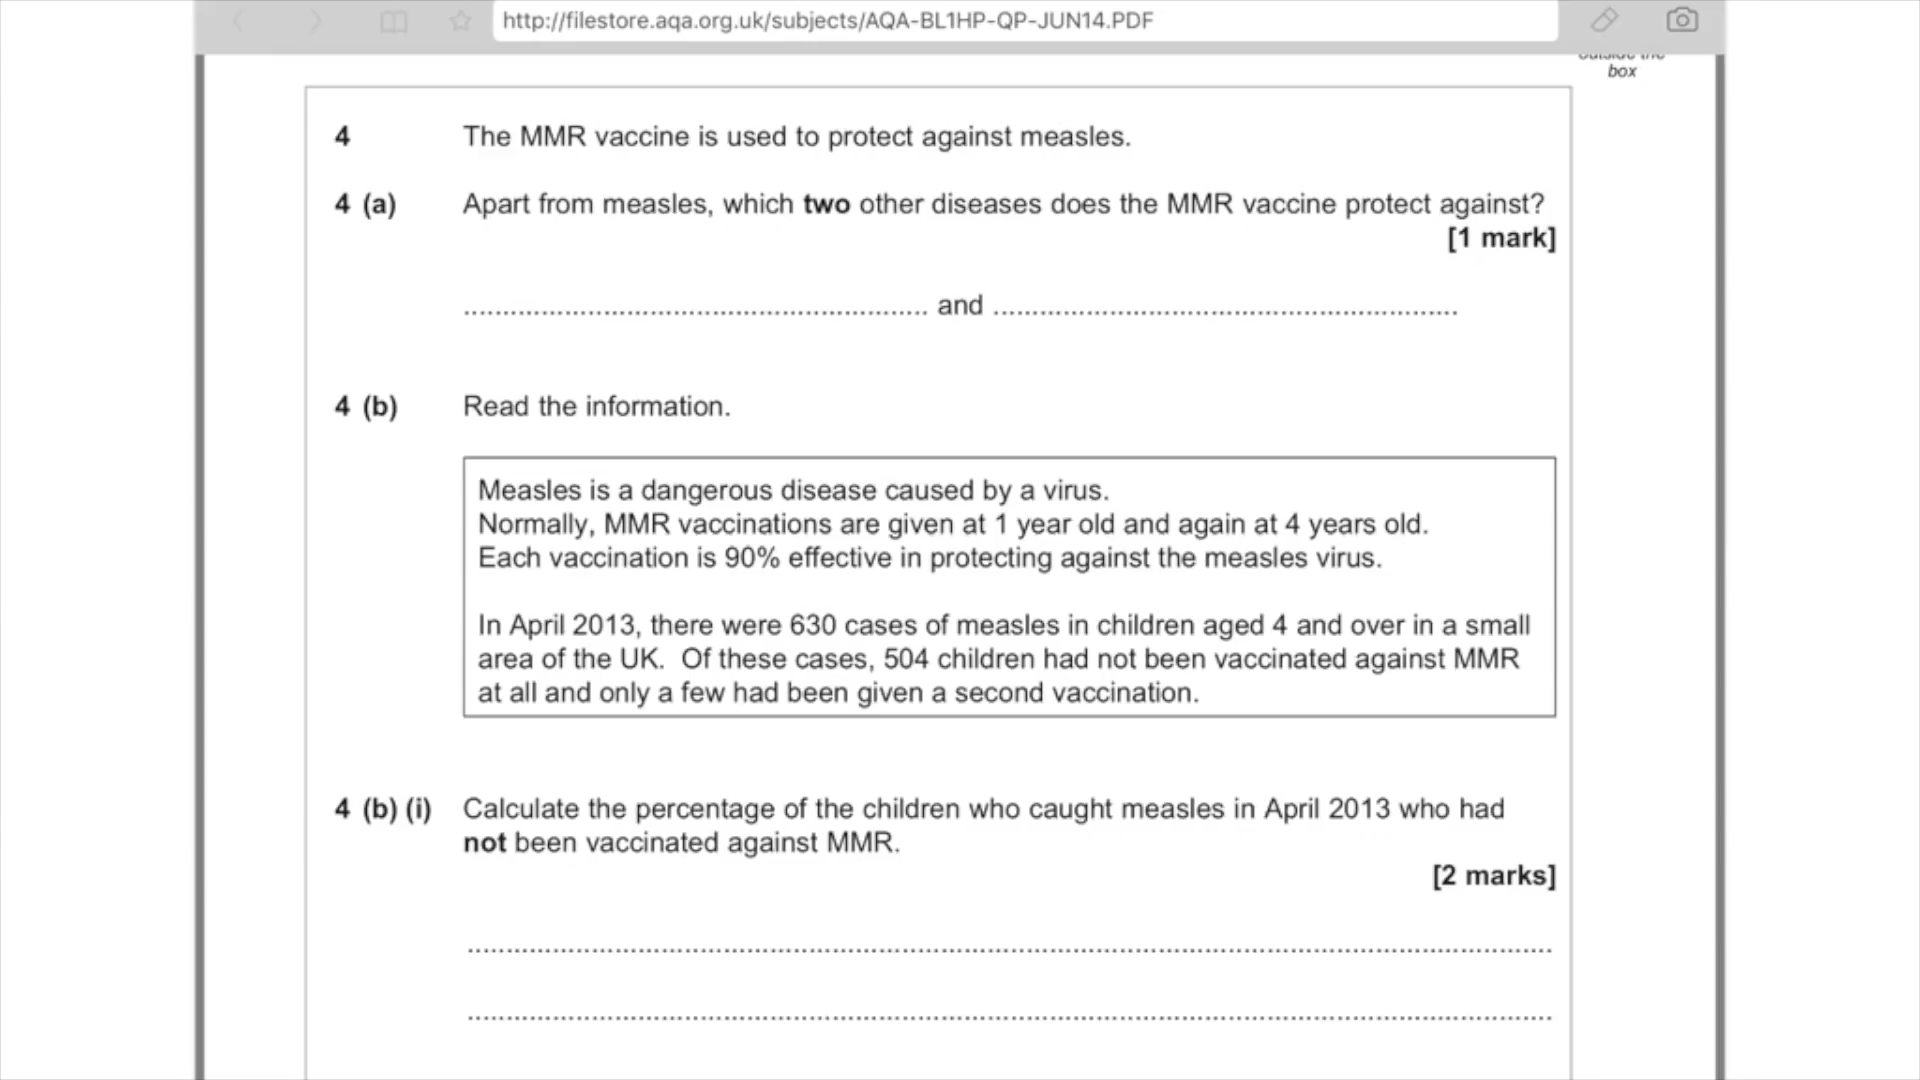 http://filestore.aqa.org.uk/subjects/AQA-BL1HP-QP-JUN14.PDF
outside the
box
4 The MMR vaccine is used to protect against measles.
4 (a) Apart from measles, which two other diseases does the MMR vaccine protect against?
[1 mark]
............................................................ and ............................................................
4 (b) Read the information.
Measles is a dangerous disease caused by a virus.
Normally, MMR vaccinations are given at 1 year old and again at 4 years old.
Each vaccination is 90% effective in protecting against the measles virus.
In April 2013, there were 630 cases of measles in children aged 4 and over in a small
area of the UK. Of these cases, 504 children had not been vaccinated against MMR
at all and only a few had been given a second vaccination.
4 (b) (i) Calculate the percentage of the children who caught measles in April 2013 who had
not been vaccinated against MMR.
[2 marks]